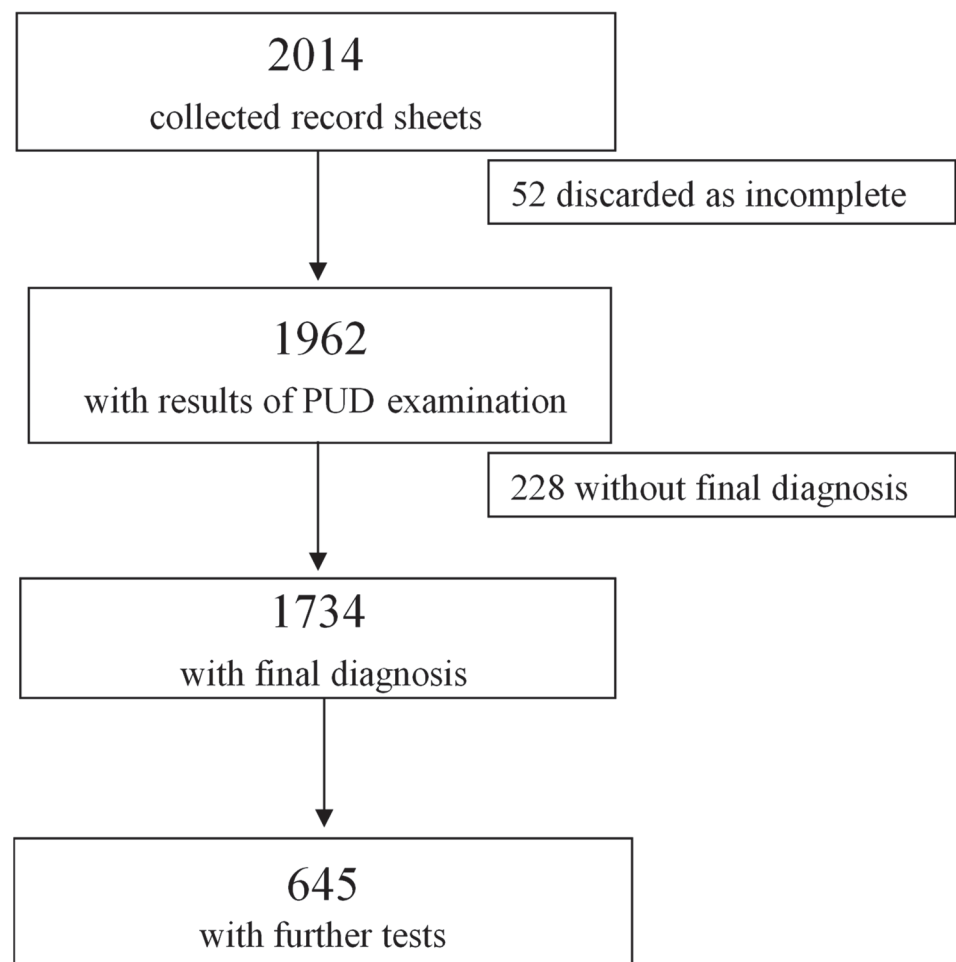 2014
collected record sheets
52 discarded as incomplete
1962
with results of PUD examination
228 without final diagnosis
1734
with final diagnosis
645
with further tests